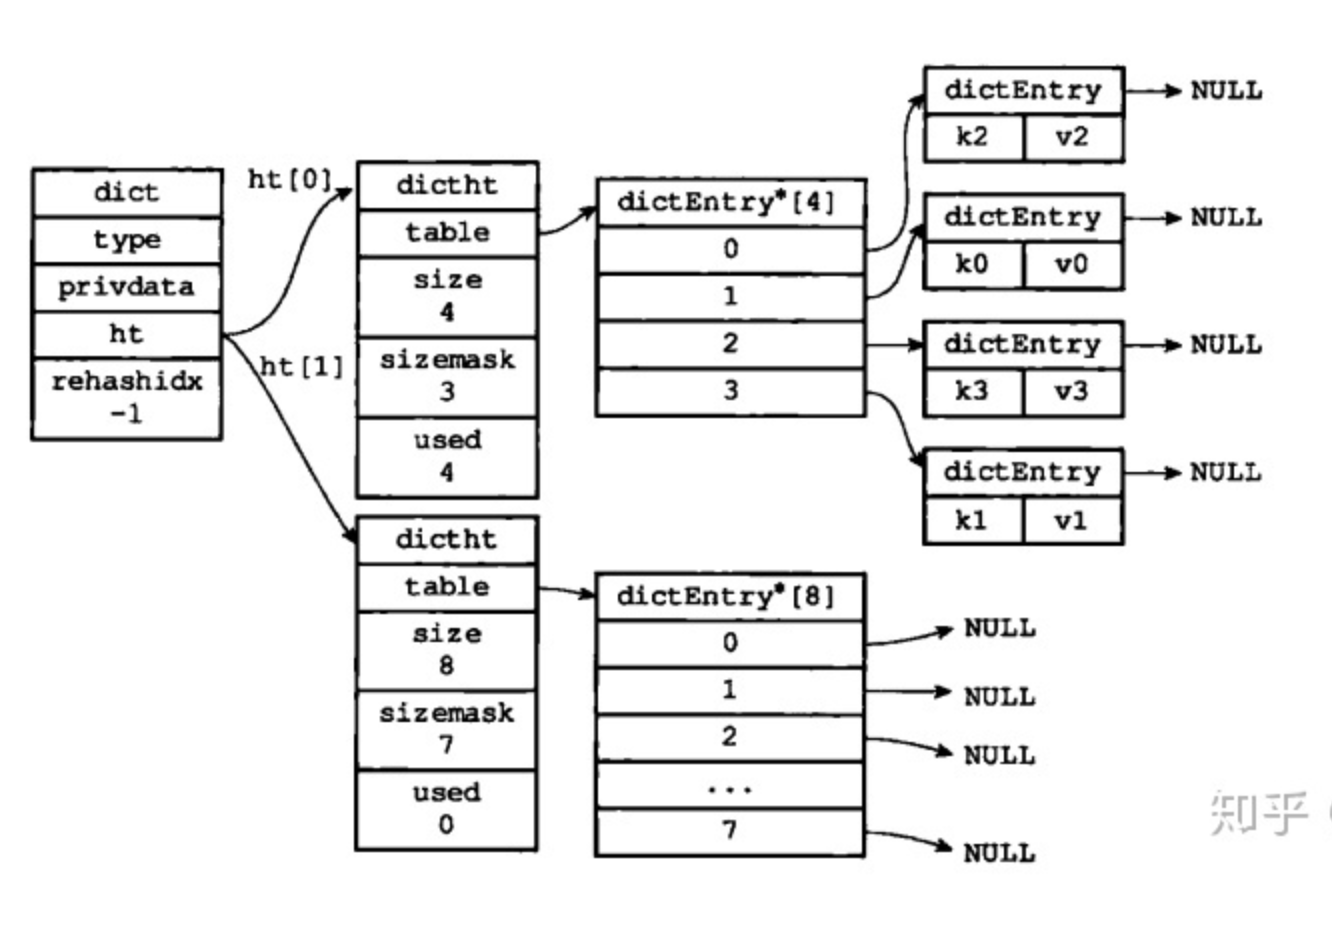 dict
type
privdata
ht
rehashidx
-1
ht[0]
ht[1]
dictht
table
size
4
sizemask
3
used
4
dictEntry*[4]
0
1
2
3
dictEntry
k2 v2
NULL
dictEntry
k0 v0
NULL
dictEntry
k3 v3
NULL
dictEntry
k1 v1
NULL
dictht
table
size
8
sizemask
7
used
0
dictEntry*[8]
0
1
2
...
7
NULL
NULL
NULL
NULL
知乎